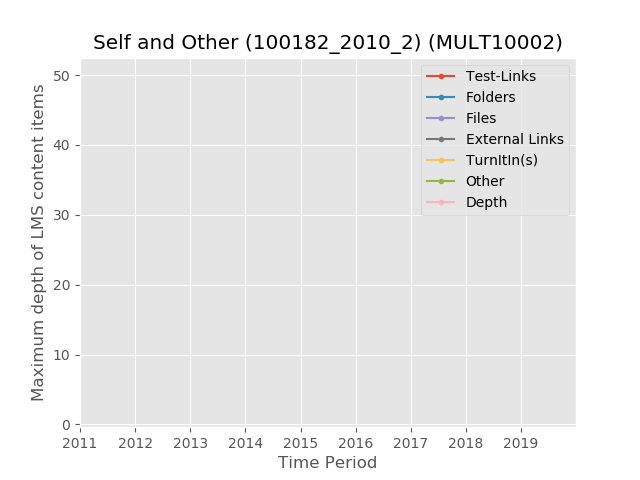 Self and Other (100182_2010_2) (MULT10002)
Maximum depth of LMS content items
50
40
30
20
10
0
Test-Links
Folders
Files
External Links
TurnItIn(s)
Other
Depth
2011 2012 2013 2014 2015 2016 2017 2018 2019
Time Period